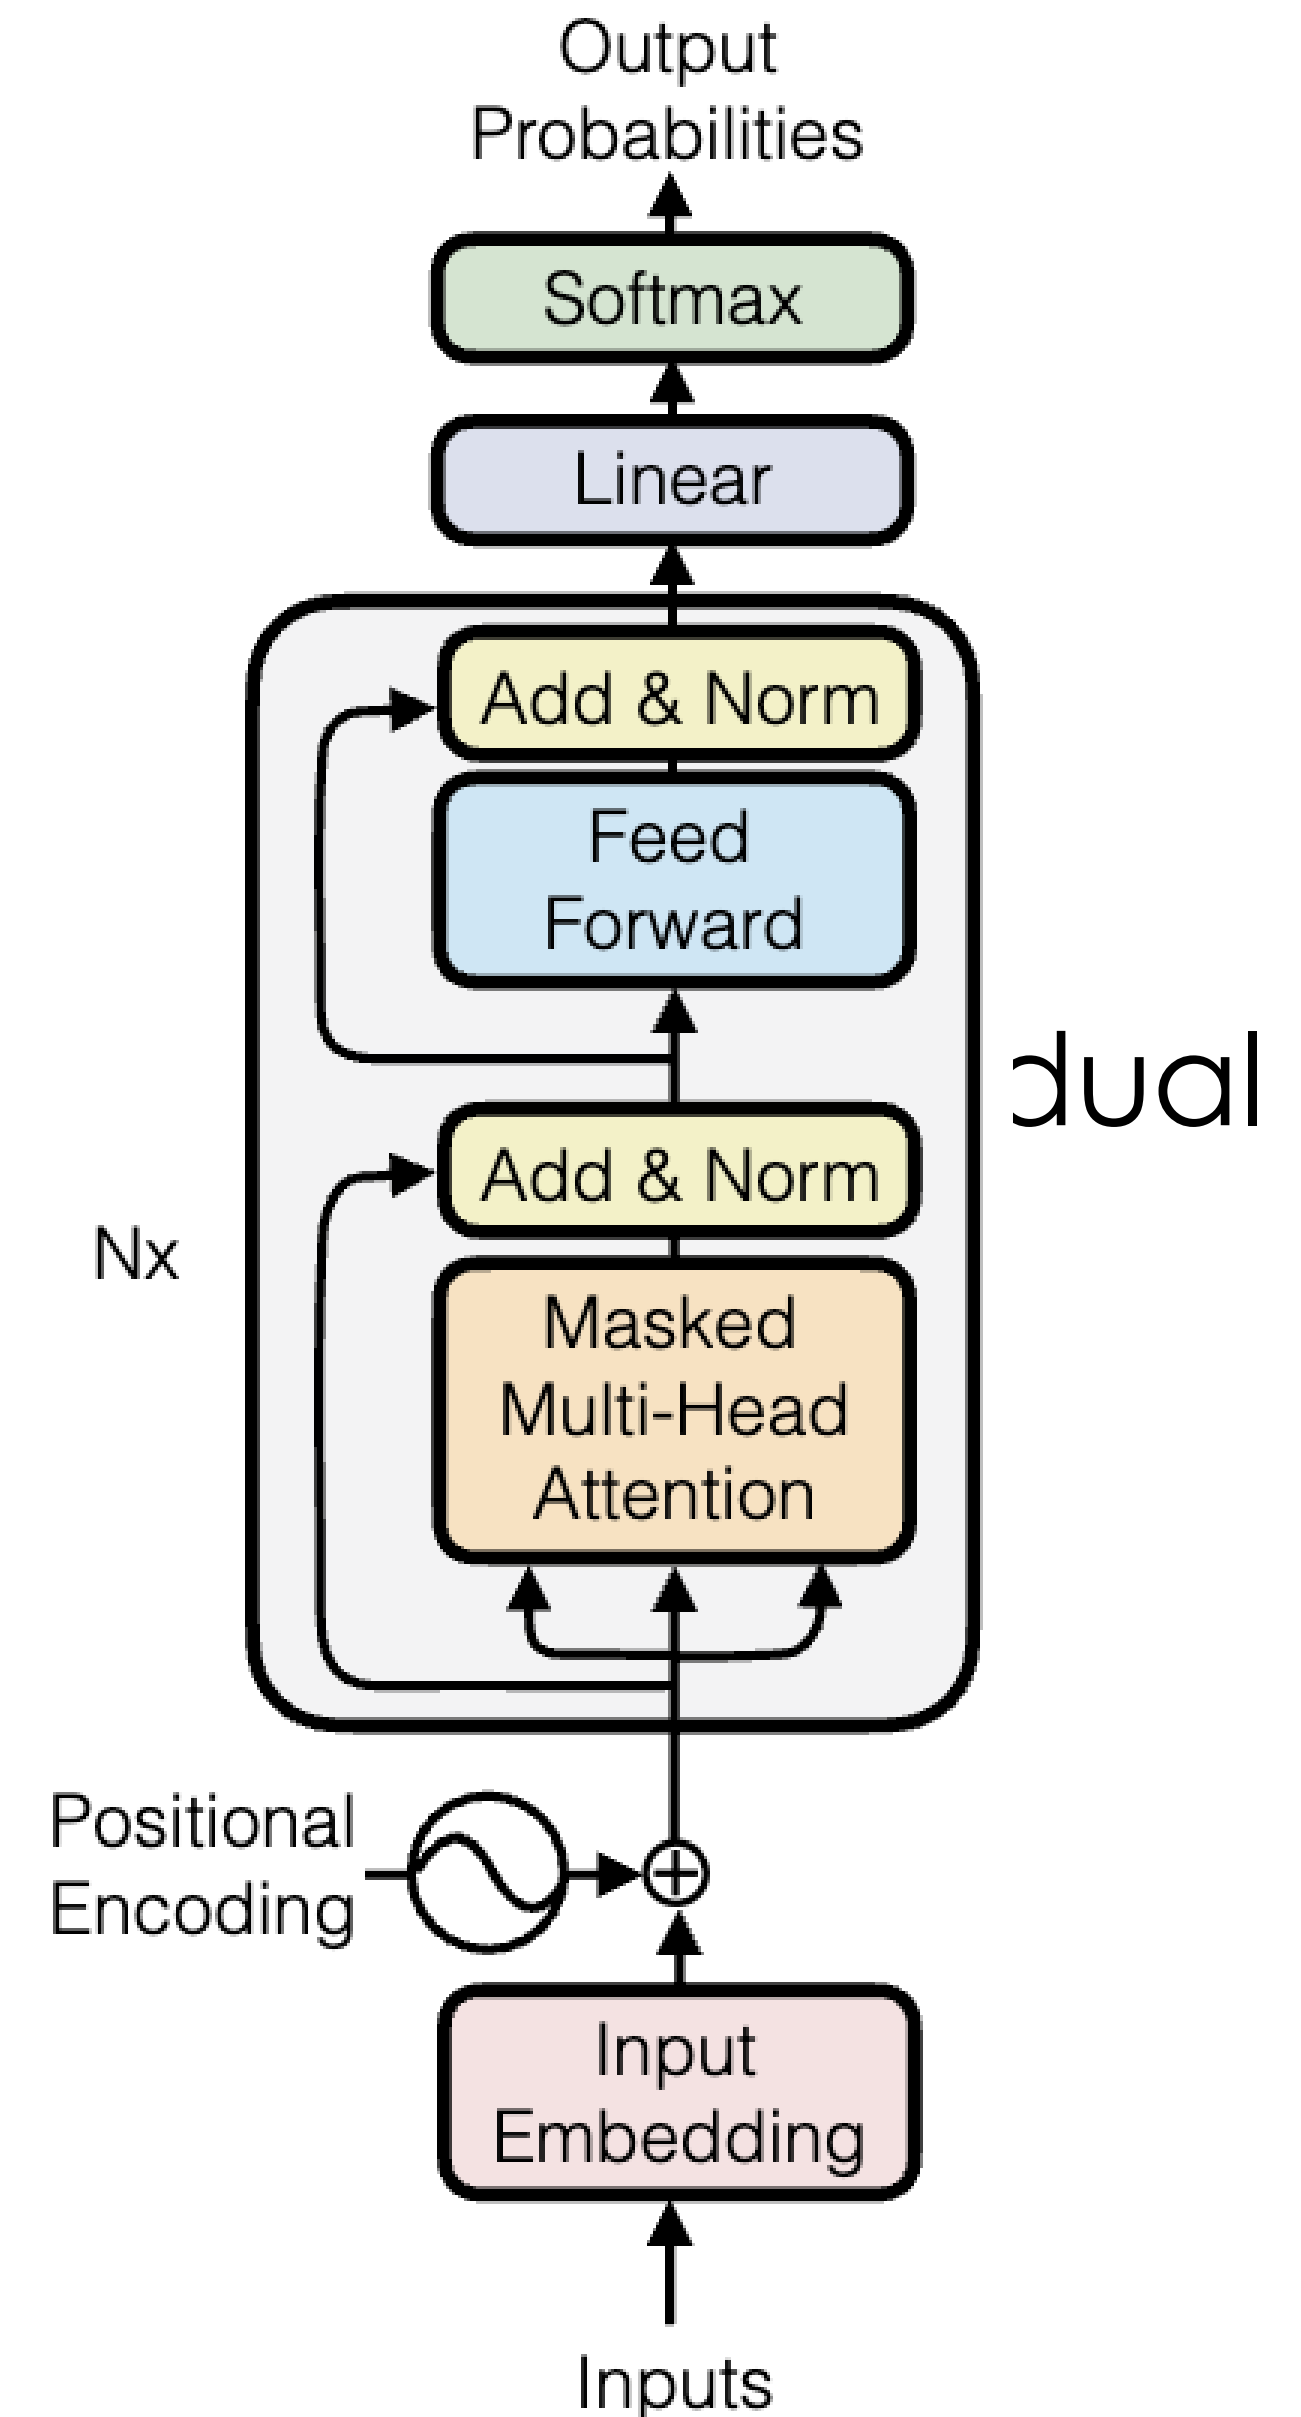 Output
Probabilities
Softmax
Linear
Add & Norm
Feed
Forward
dual
Add & Norm
Nx
Masked
Multi-Head
Attention
Positional
Encoding
Input
Embedding
Inputs